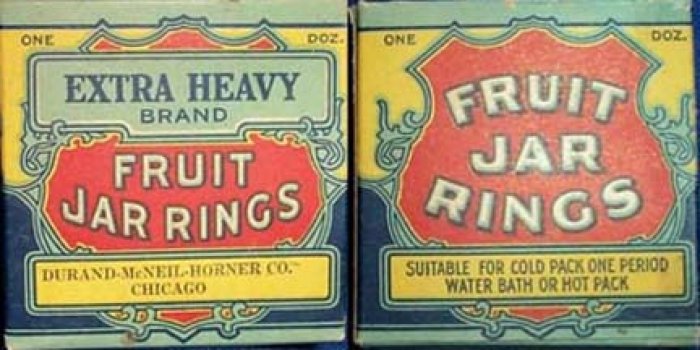 ONE DOZ.
EXTRA HEAVY
BRAND
FRUIT
JAR RINGS
DURAND-McNEIL-HORNER CO.
CHICAGO
ONE DOZ.
FRUIT
JAR
RINGS
SUITABLE FOR COLD PACK ONE PERIOD
WATER BATH OR HOT PACK